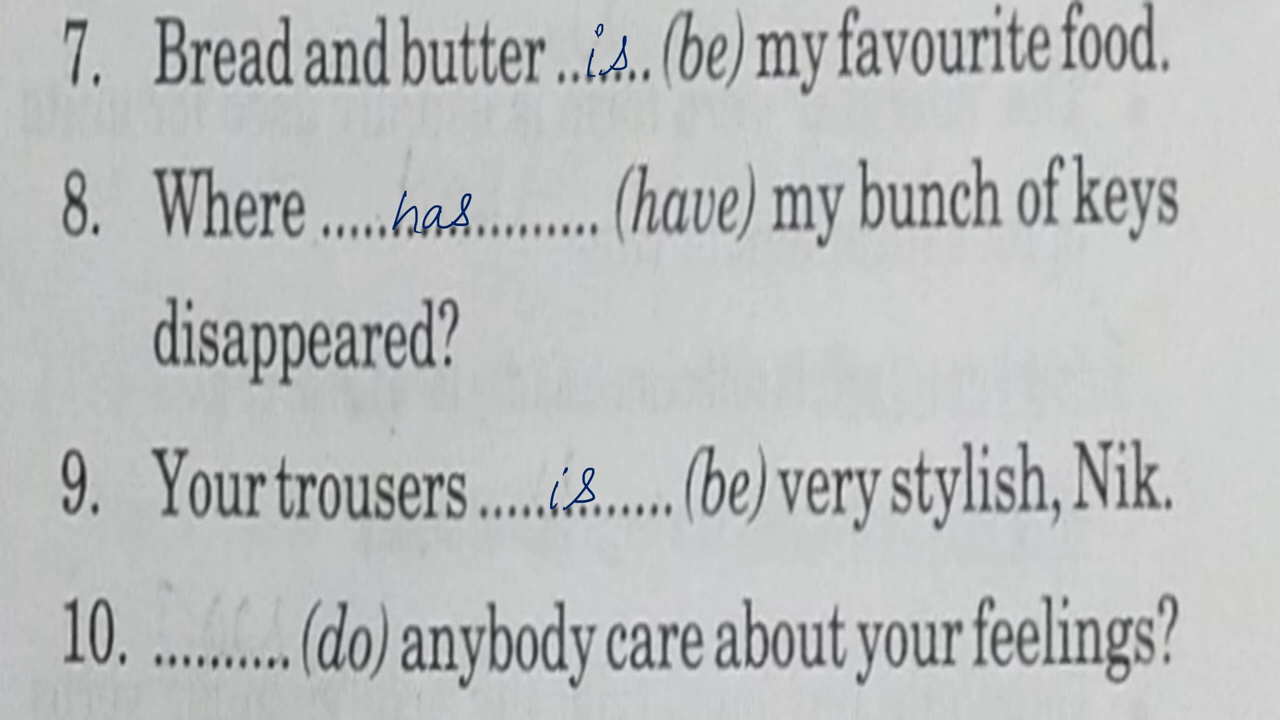 7. Bread and butter ..is.. (be) my favourite food.
8. Where .....has......... (have) my bunch of keys
disappeared?
9. Your trousers .....is....... (be) very stylish, Nik.
10. .......... (do) anybody care about your feelings?